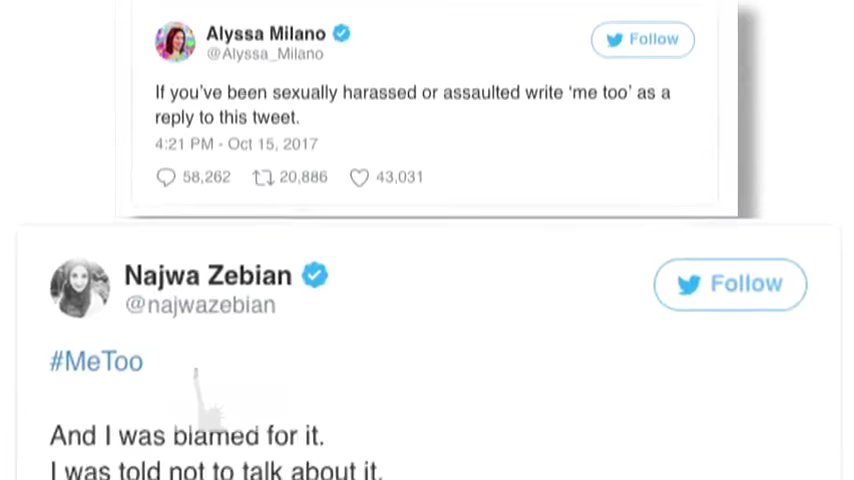 Alyssa Milano
Follow
@Alyssa_Milano
If you've been sexually harassed or assaulted write 'me too' as a
reply to this tweet.
4:21 PM - Oct 15, 2017
58,262 20,886 43,031
Najwa Zebian
Follow
@najwazebian
#MeToo
And I was blamed for it.
I was told not to talk about it.